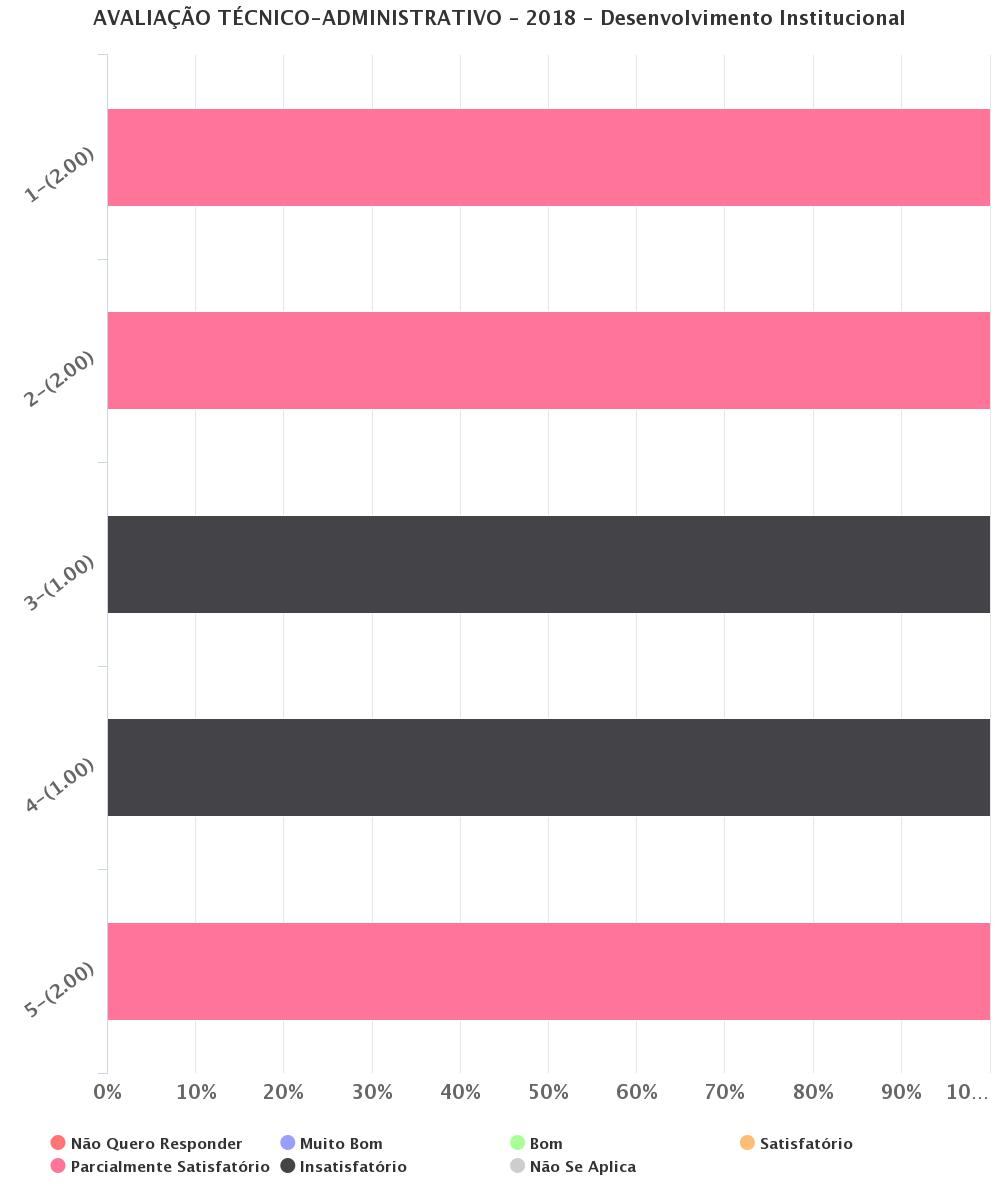 AVALIAÇÃO TÉCNICO-ADMINISTRATIVO - 2018 - Desenvolvimento Institucional
1-(2.00)
2-(2.00)
3-(1.00)
4-(1.00)
5-(2.00)
0% 10% 20% 30% 40% 50% 60% 70% 80% 90% 10...
Não Quero Responder Muito Bom Bom Satisfatório
Parcialmente Satisfatório Insatisfatório Não Se Aplica